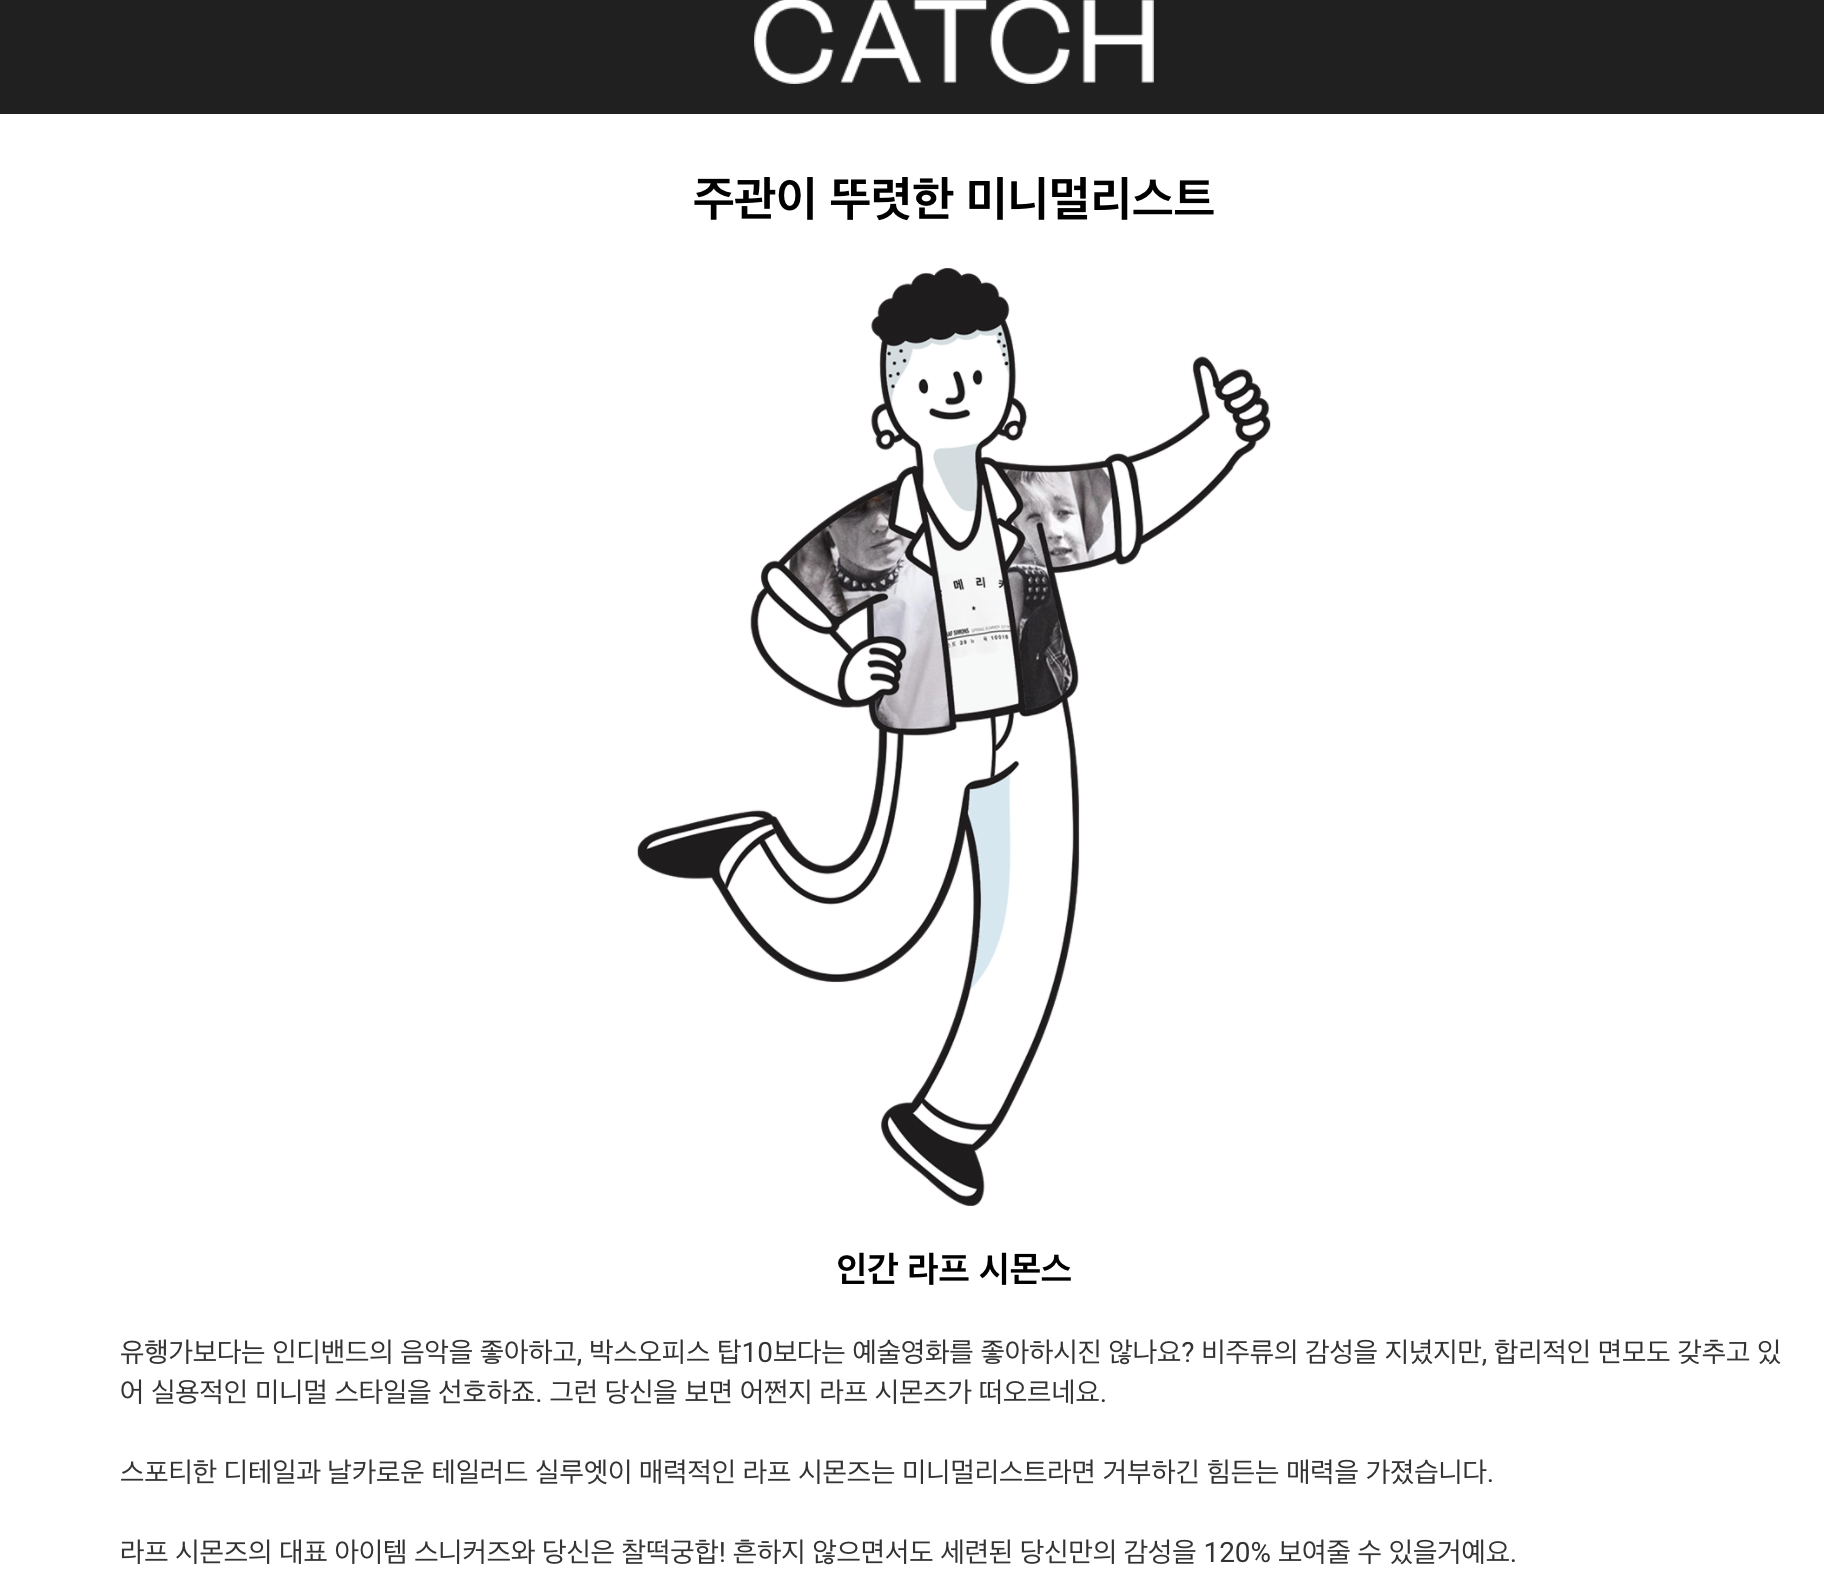 CATCH
주관이 뚜렷한 미니멀리스트
메 리 카
인간 라프 시몬스
유행가보다는 인디밴드의 음악을 좋아하고, 박스오피스 탑10보다는 예술영화를 좋아하시진 않나요? 비주류의 감성을 지녔지만, 합리적인 면모도 갖추고 있
어 실용적인 미니멀 스타일을 선호하죠. 그런 당신을 보면 어쩐지 라프 시몬즈가 떠오르네요.
스포티한 디테일과 날카로운 테일러드 실루엣이 매력적인 라프 시몬즈는 미니멀리스트라면 거부하긴 힘든는 매력을 가졌습니다.
라프 시몬즈의 대표 아이템 스니커즈와 당신은 찰떡궁합! 흔하지 않으면서도 세련된 당신만의 감성을 120% 보여줄 수 있을거예요.